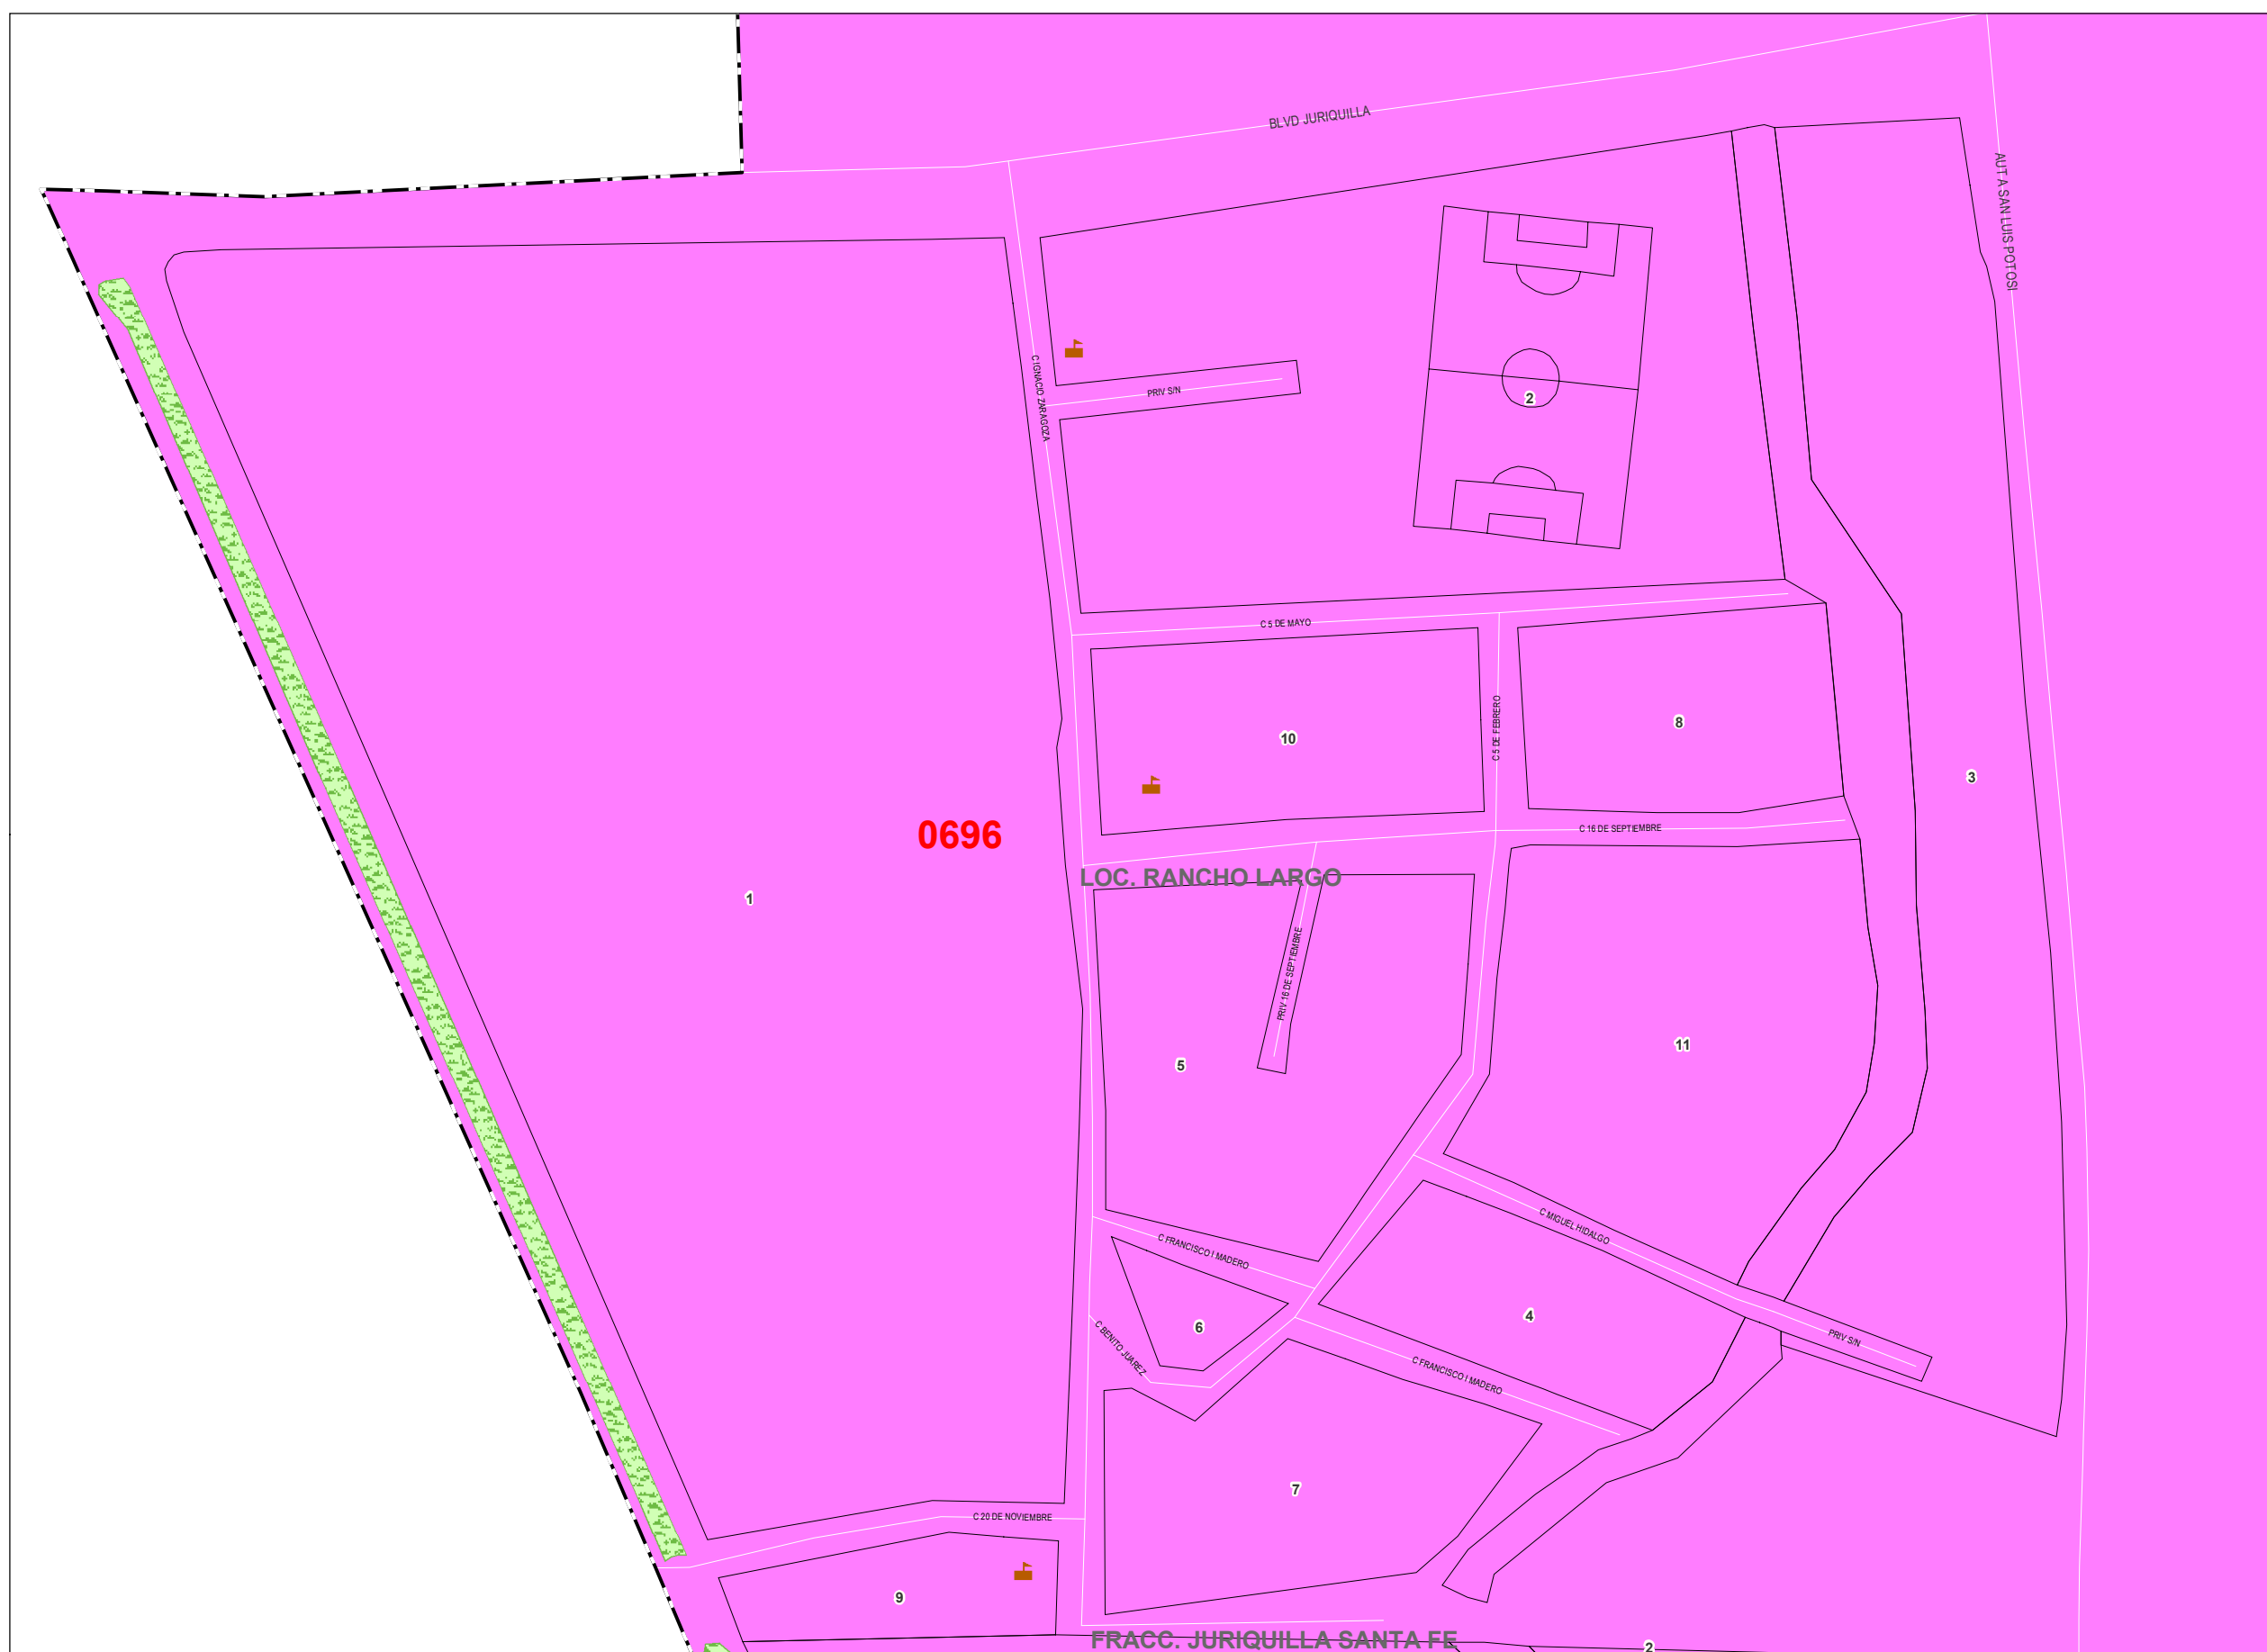 BLVD JURIQUILLA
AUT A SAN LUIS POTOSI
C IGNACIO ZARAGOZA
PRIV S/N
2
C 5 DE MAYO
C 5 DE FEBRERO
10
8
3
0696
C 16 DE SEPTIEMBRE
LOC. RANCHO LARGO
1
PRIV 16 DE SEPTIEMBRE
5
11
C FRANCISCO I MADERO
C MIGUEL HIDALGO
6
4
PRIV S/N
C BENITO JUAREZ
C FRANCISCO I MADERO
7
C 20 DE NOVIEMBRE
9
FRACC. JURIQUILLA SANTA FE
2